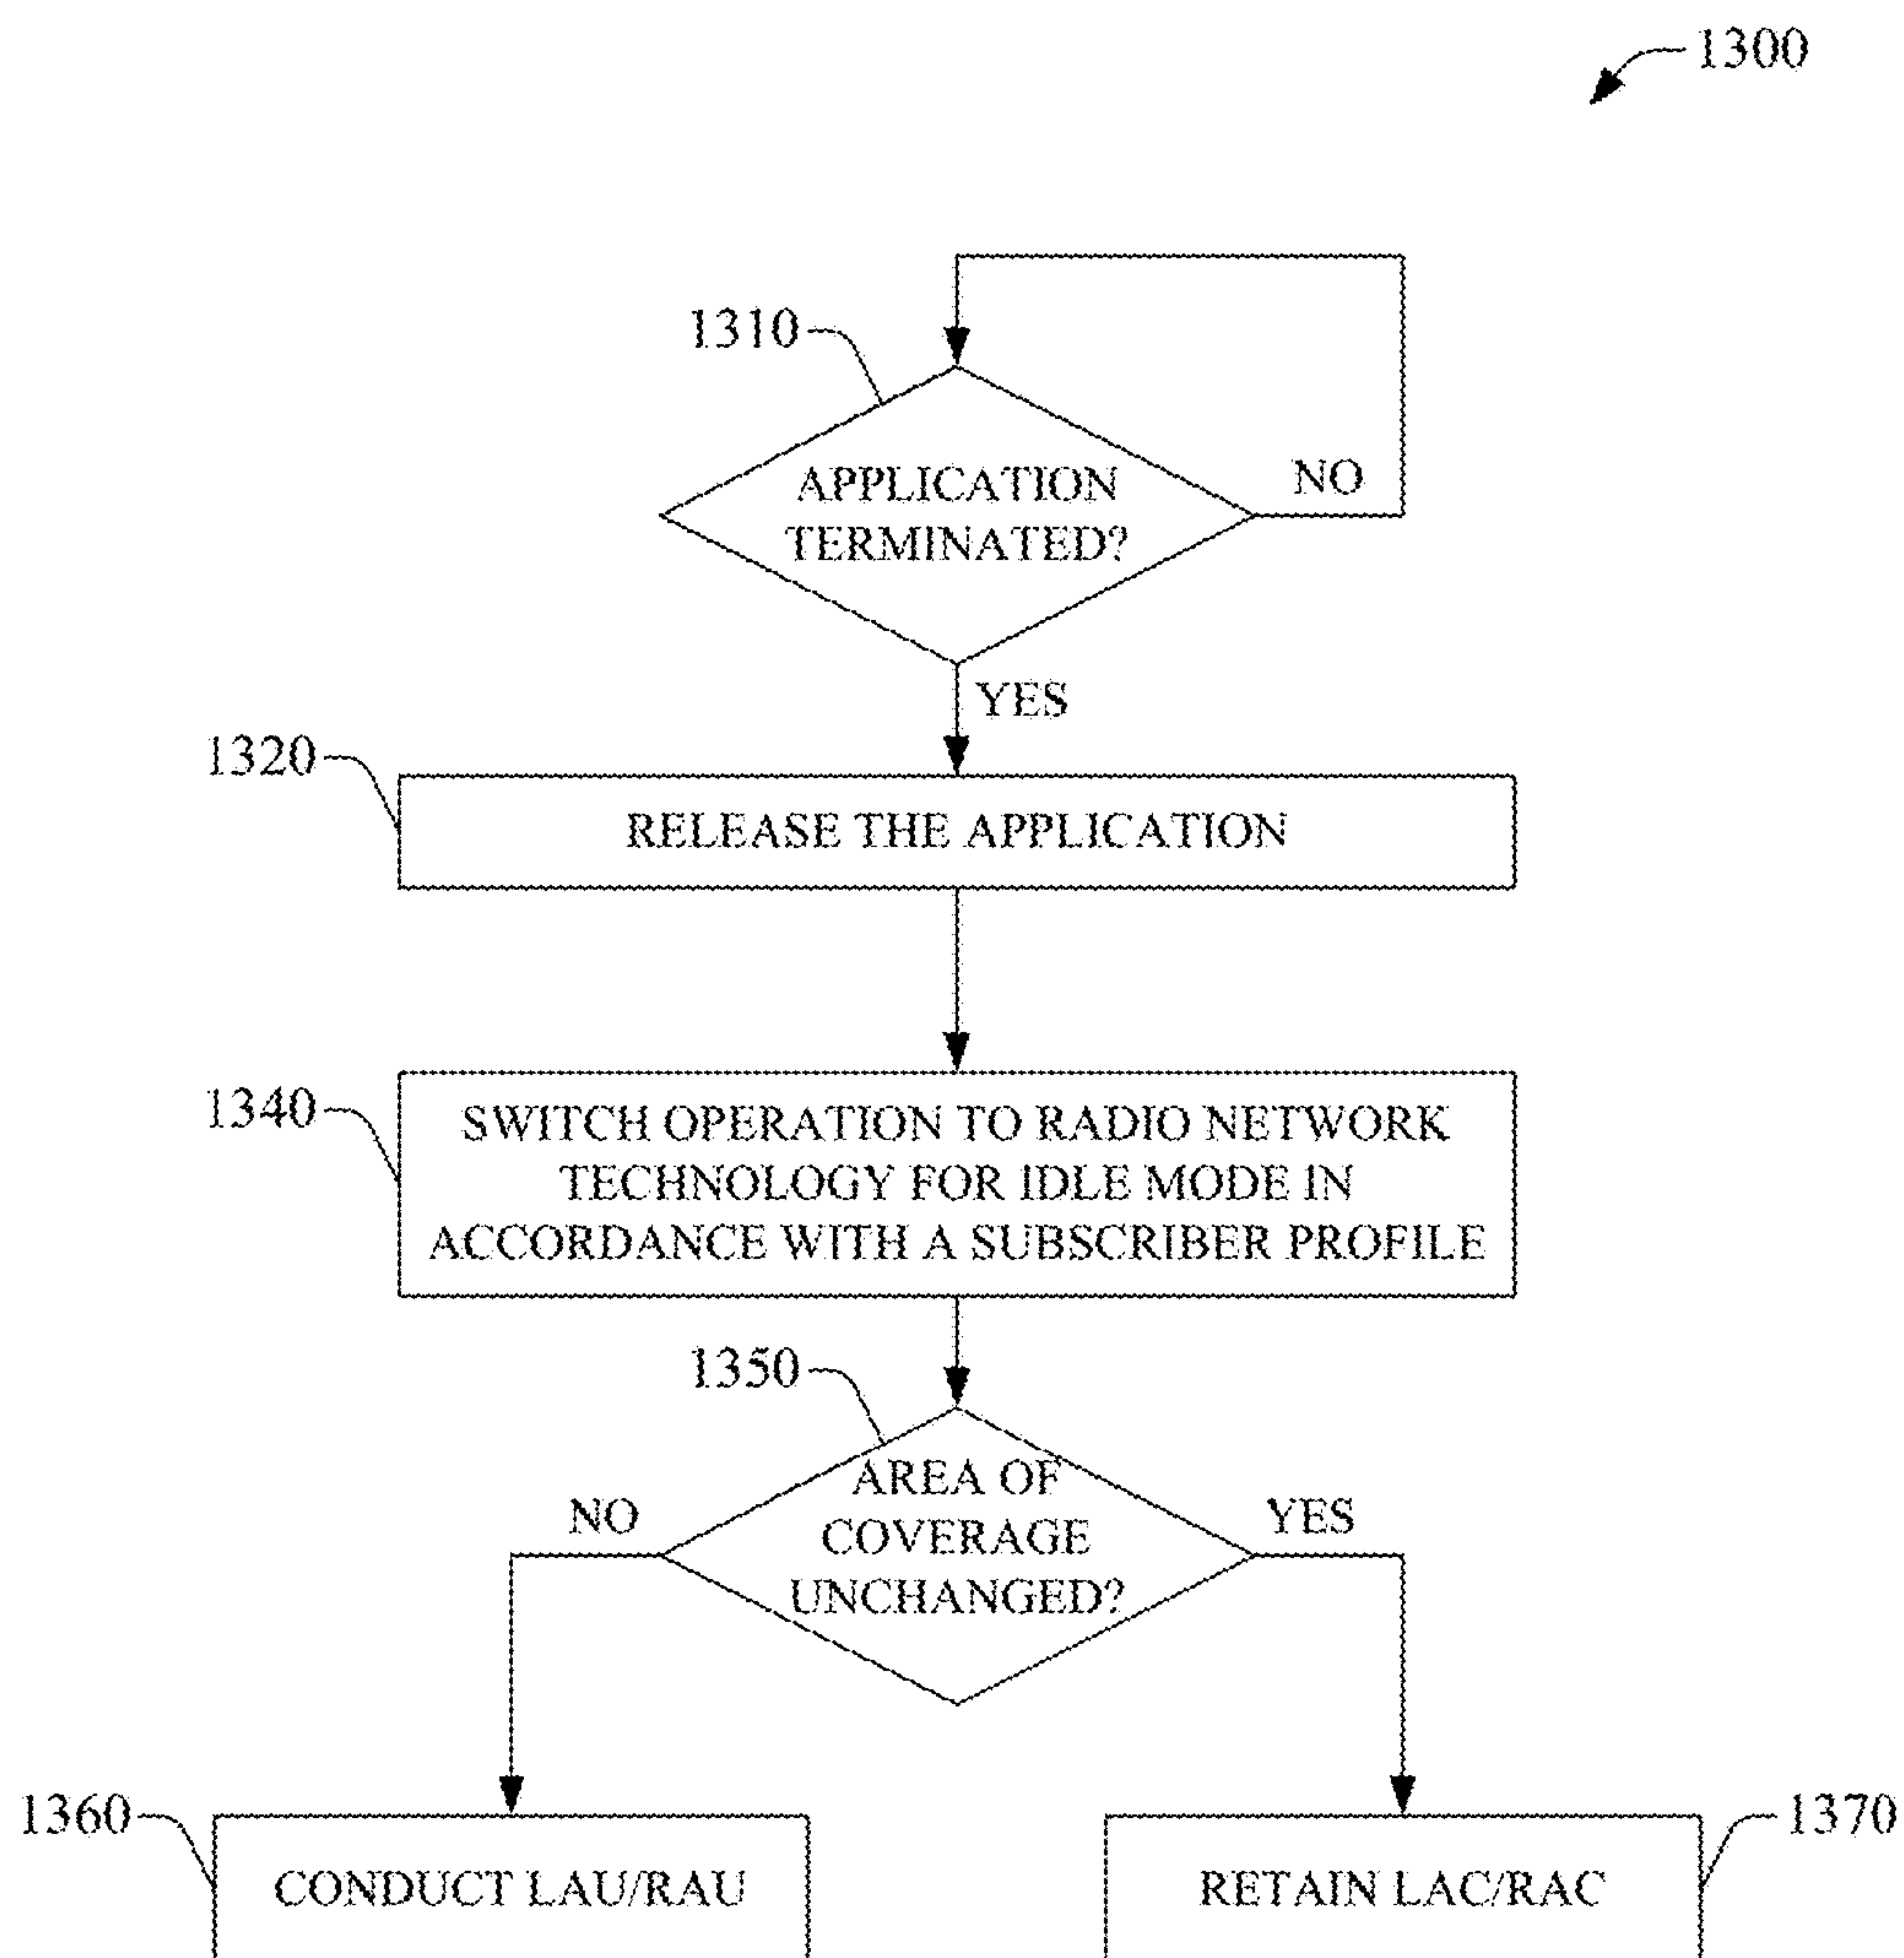 1300
1310
APPLICATION
TERMINATED?
NO
YES
1320
RELEASE THE APPLICATION
1340
SWITCH OPERATION TO RADIO NETWORK
TECHNOLOGY FOR IDLE MODE IN
ACCORDANCE WITH A SUBSCRIBER PROFILE
1350
AREA OF
COVERAGE
UNCHANGED?
NO
YES
1360
CONDUCT LAU/RAU
RETAIN LAC/RAC
1370